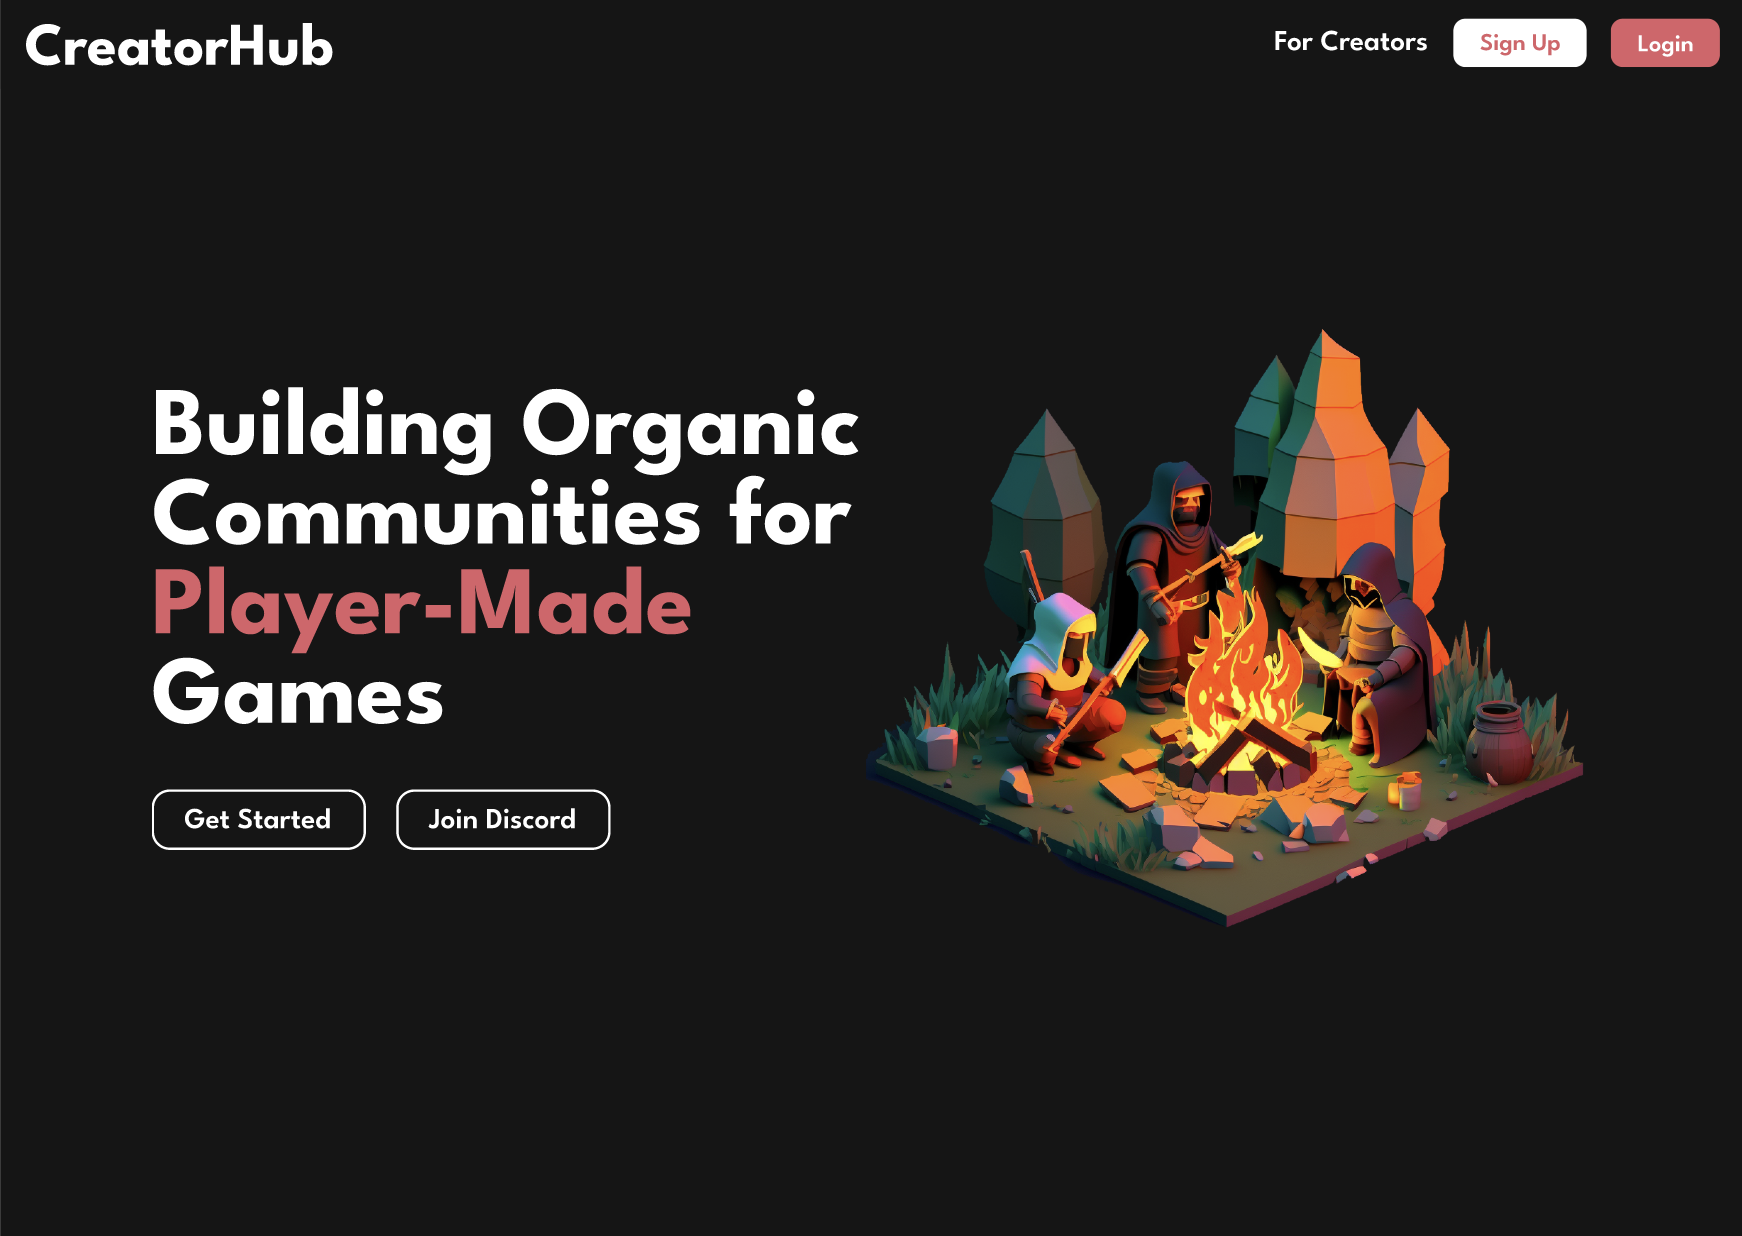 CreatorHub
For Creators
Sign Up
Login
Building Organic
Communities for
Player-Made
Games
Get Started
Join Discord